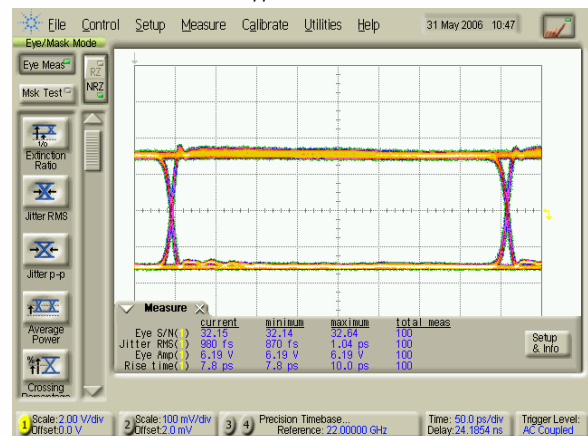 File Control Setup Measure Calibrate Utilities Help 31 May 2006 10:47
Eye/Mask Mode
Eye Meas
RZ
NRZ
Msk Test
1/0
Extinction
Ratio
Jitter RMS
Jitter p-p
Average
Power
%
Crossing
Measure
current minimum maximum total meas
Eye S/N(1) 32.15 32.14 32.64 100
Jitter RMS(1) 980 fs 870 fs 1.04 ps 100
Eye Amp(1) 6.19 V 6.19 V 6.19 V 100
Rise time(1) 7.8 ps 7.8 ps 10.0 ps 100
Setup
& Info
1 Scale:2.00 V/div
Offset:0.0 V
2 Scale:100 mV/div
Offset:2.0 mV
3 4 Precision Timebase...
Reference: 22.00000 GHz
Time: 50.0 ps/div
Delay:24.1854 ns
Trigger Level:
AC Coupled